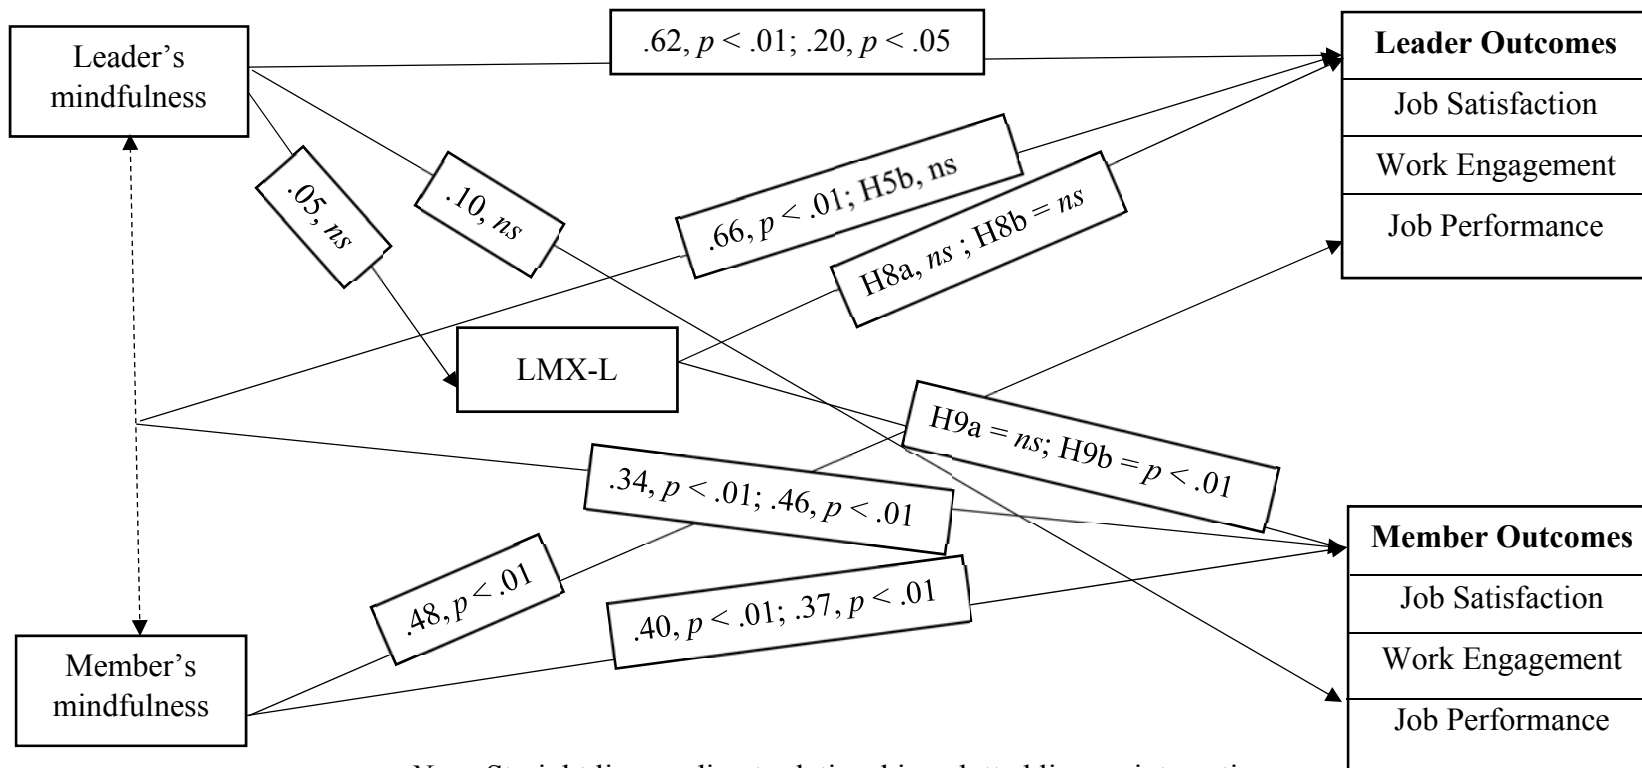 Leader's
mindfulness
.62, p < .01; .20, p < .05
Leader Outcomes
Job Satisfaction
Work Engagement
Job Performance
.05, ns
.10, ns
.66, p < .01; H5b, ns
H8a, ns ; H8b = ns
LMX-L
H9a = ns; H9b = p < .01
.34, p < .01; .46, p < .01
.48, p < .01
.40, p < .01; .37, p < .01
Member's
mindfulness
Member Outcomes
Job Satisfaction
Work Engagement
Job Performance